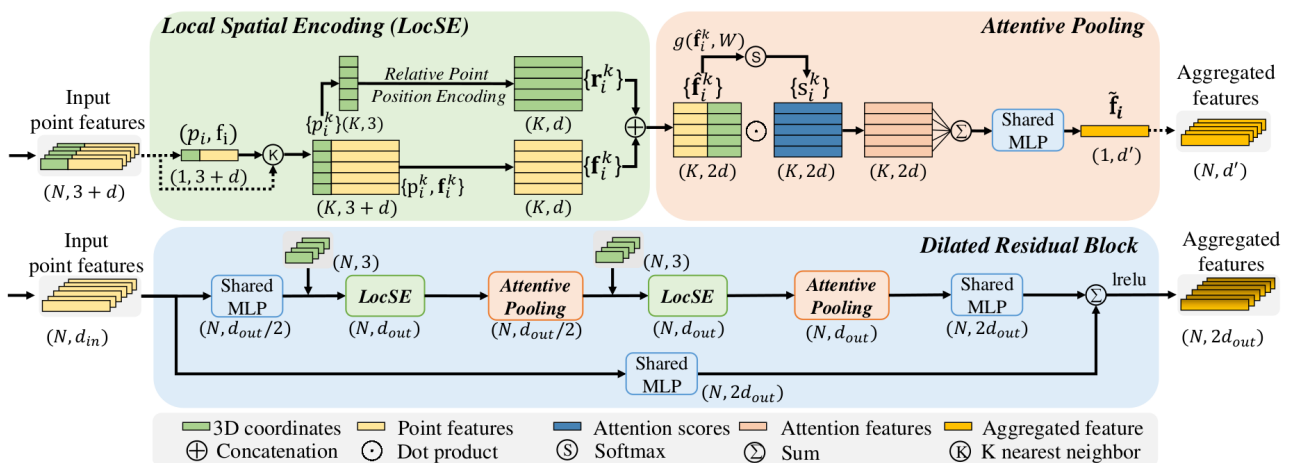 Local Spatial Encoding (LocSE)
Attentive Pooling
Input
point features
(N, 3 + d)
(p_i, f_i)
(1, 3 + d)
K
{p_i^k} (K, 3)
Relative Point
Position Encoding
(K, d)
{r_i^k}
(K, 3 + d)
{p_i^k, f_i^k}
(K, d)
{f_i^k}
g(f̂_i^k, W)
S
{f̂_i^k}
{s_i^k}
(K, 2d)
(K, 2d)
(K, 2d)
Σ
Shared
MLP
f̃_i
(1, d')
Aggregated
features
(N, d')
Dilated Residual Block
Input
point features
(N, d_in)
Shared
MLP
(N, d_out/2)
(N, 3)
LocSE
(N, d_out)
Attentive
Pooling
(N, d_out/2)
(N, 3)
LocSE
(N, d_out)
Attentive
Pooling
(N, d_out)
Shared
MLP
(N, 2d_out)
Shared
MLP
(N, 2d_out)
Σ
lrelu
Aggregated
features
(N, 2d_out)
3D coordinates
Point features
Attention scores
Attention features
Aggregated feature
Concatenation
Dot product
S Softmax
Σ Sum
K K nearest neighbor